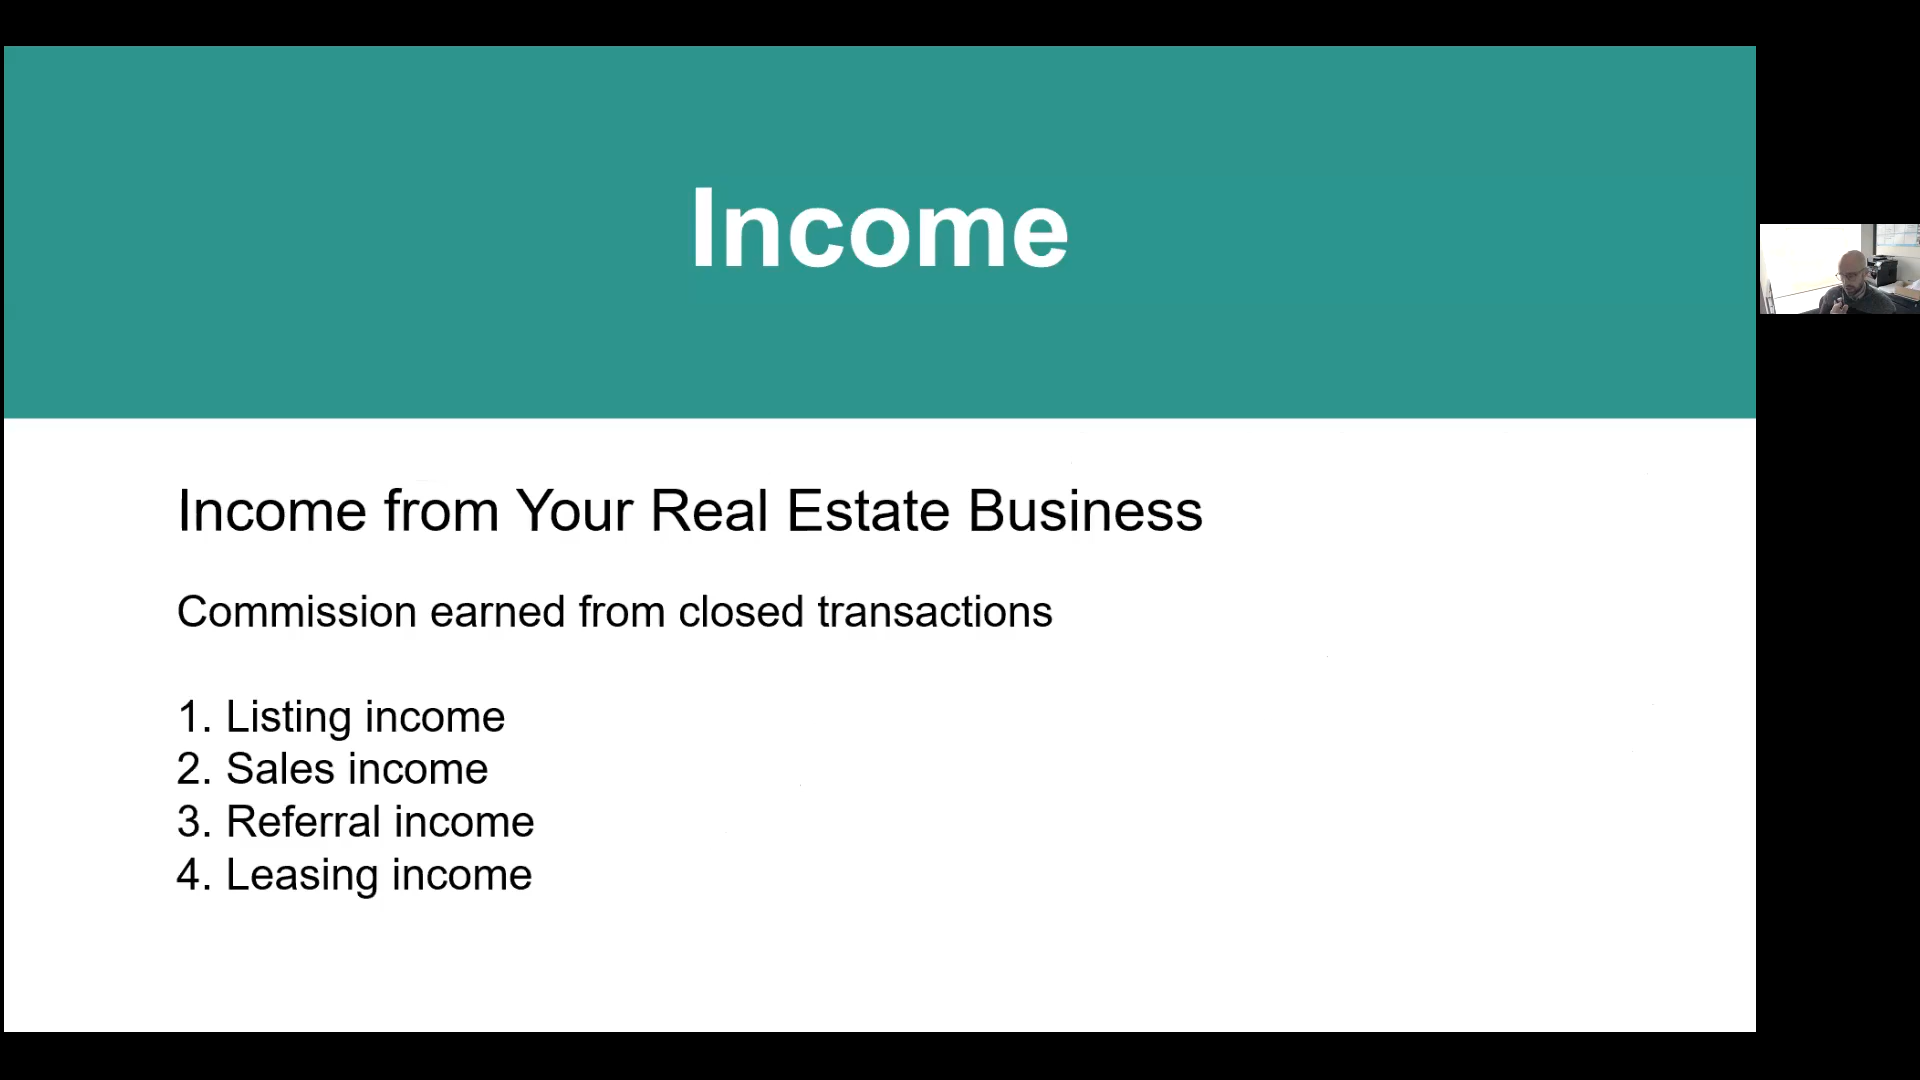 Income
Income from Your Real Estate Business
Commission earned from closed transactions
1. Listing income
2. Sales income
3. Referral income
4. Leasing income